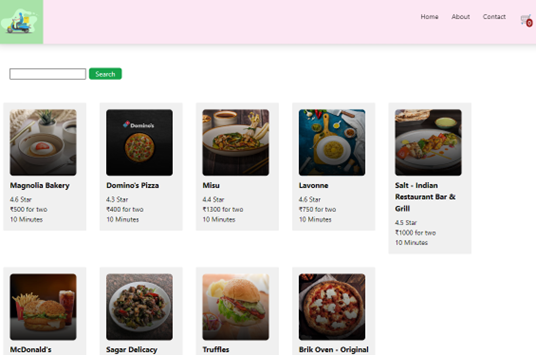 Home About Contact 0
Search
Domino's
Magnolia Bakery
4.6 Star
₹500 for two
10 Minutes
Domino's Pizza
4.3 Star
₹400 for two
10 Minutes
Misu
4.4 Star
₹1300 for two
10 Minutes
Lavonne
4.6 Star
₹750 for two
10 Minutes
Salt - Indian
Restaurant Bar &
Grill
4.5 Star
₹1000 for two
10 Minutes
McDonald's
Sagar Delicacy
Truffles
Brik Oven - Original